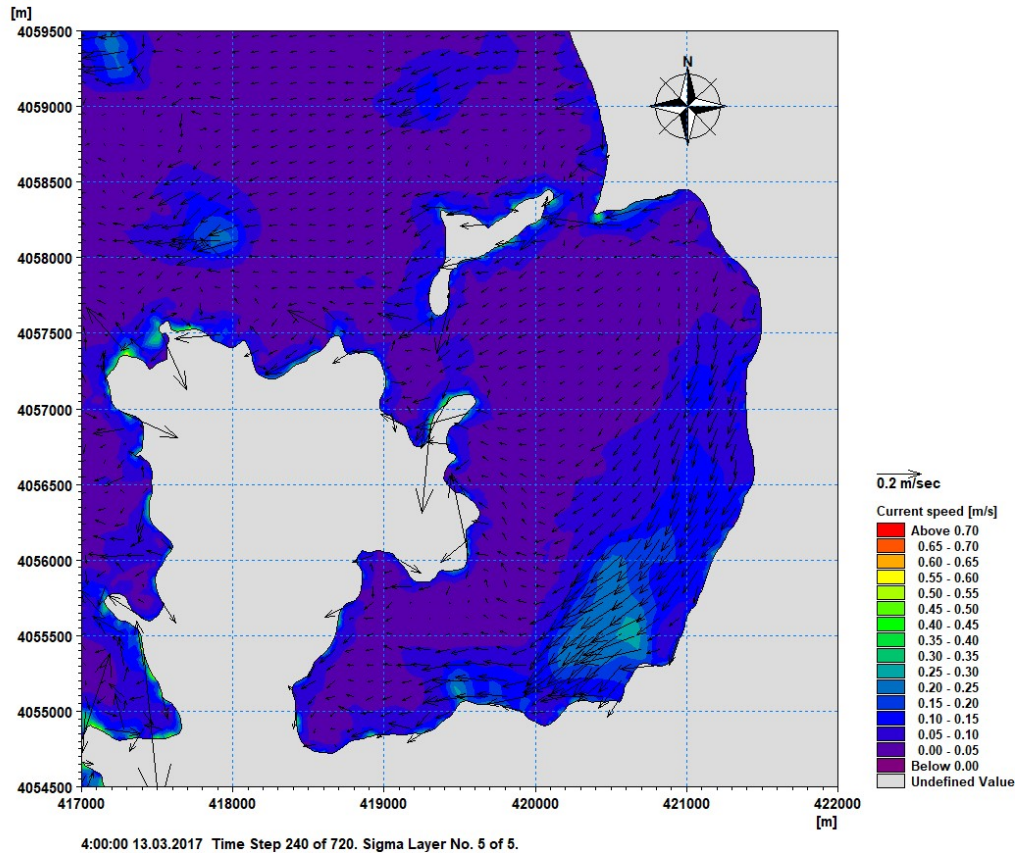 [m]
4059500
4059000
4058500
4058000
4057500
4057000
4056500
4056000
4055500
4055000
4054500
417000 418000 419000 420000 421000 422000
[m]
N
0.2 m/sec
Current speed [m/s]
Above 0.70
0.65 - 0.70
0.60 - 0.65
0.55 - 0.60
0.50 - 0.55
0.45 - 0.50
0.40 - 0.45
0.35 - 0.40
0.30 - 0.35
0.25 - 0.30
0.20 - 0.25
0.15 - 0.20
0.10 - 0.15
0.05 - 0.10
0.00 - 0.05
Below 0.00
Undefined Value
4:00:00 13.03.2017 Time Step 240 of 720. Sigma Layer No. 5 of 5.